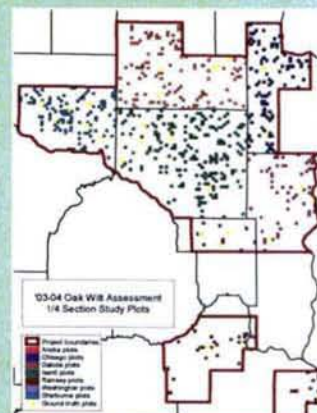 '03-04 Oak Wilt Assessment
1/4 Section Study Plots
Project boundaries
Anoka plots
Chisago plots
Dakota plots
Isanti plots
Ramsey plots
Washington plots
Sherburne plots
Ground truth plots